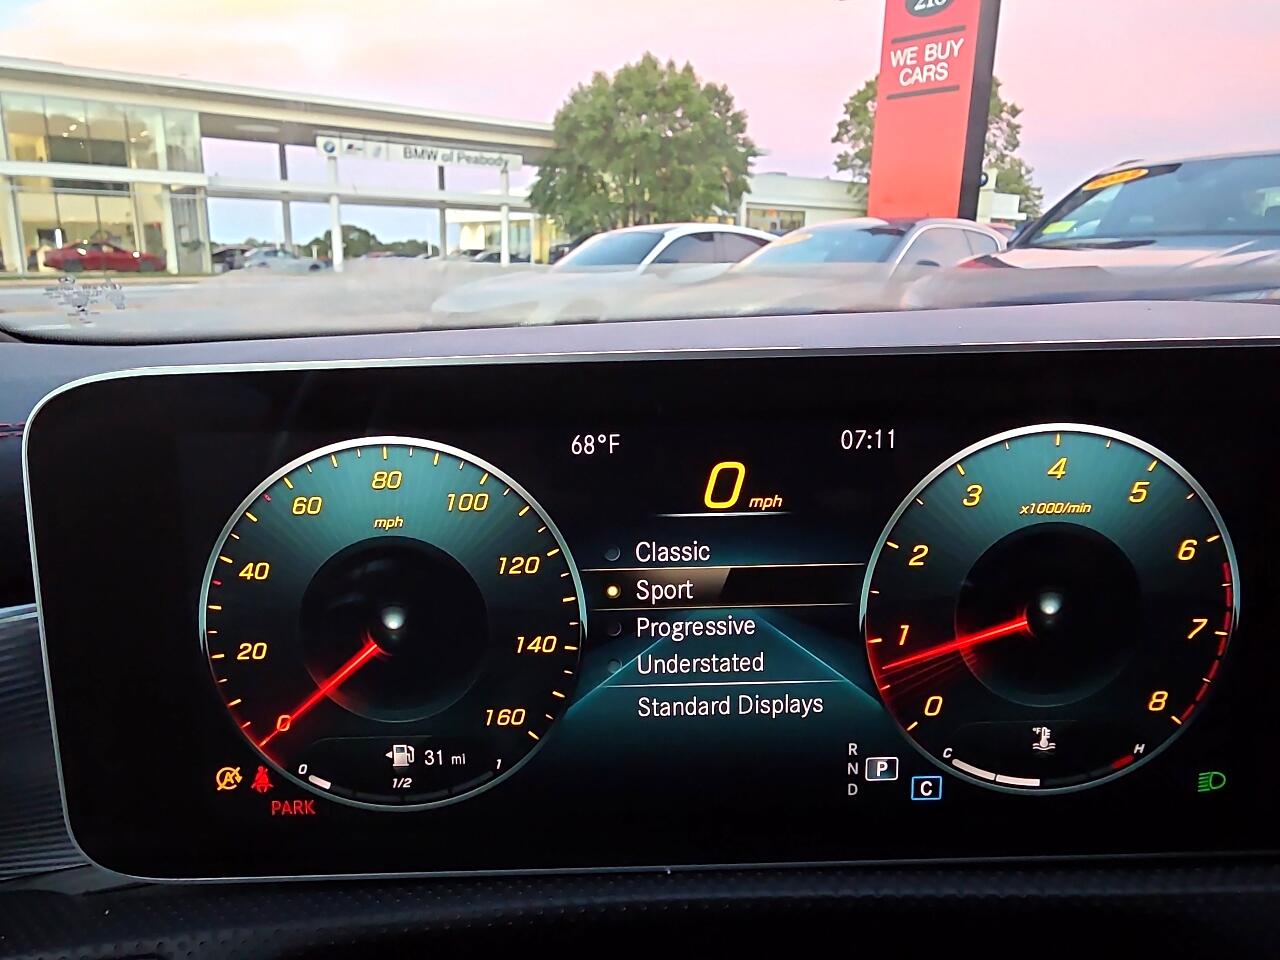 WE BUY
CARS
BMW of Peabody
68°F
07:11
0 mph
Classic
Sport
Progressive
Understated
Standard Displays
0
20
40
60
80
100
120
140
160
mph
31 mi
0
1/2
1
PARK
R
N
D
P
C
0
1
2
3
4
5
6
7
8
x1000/min
°F
C
H
A